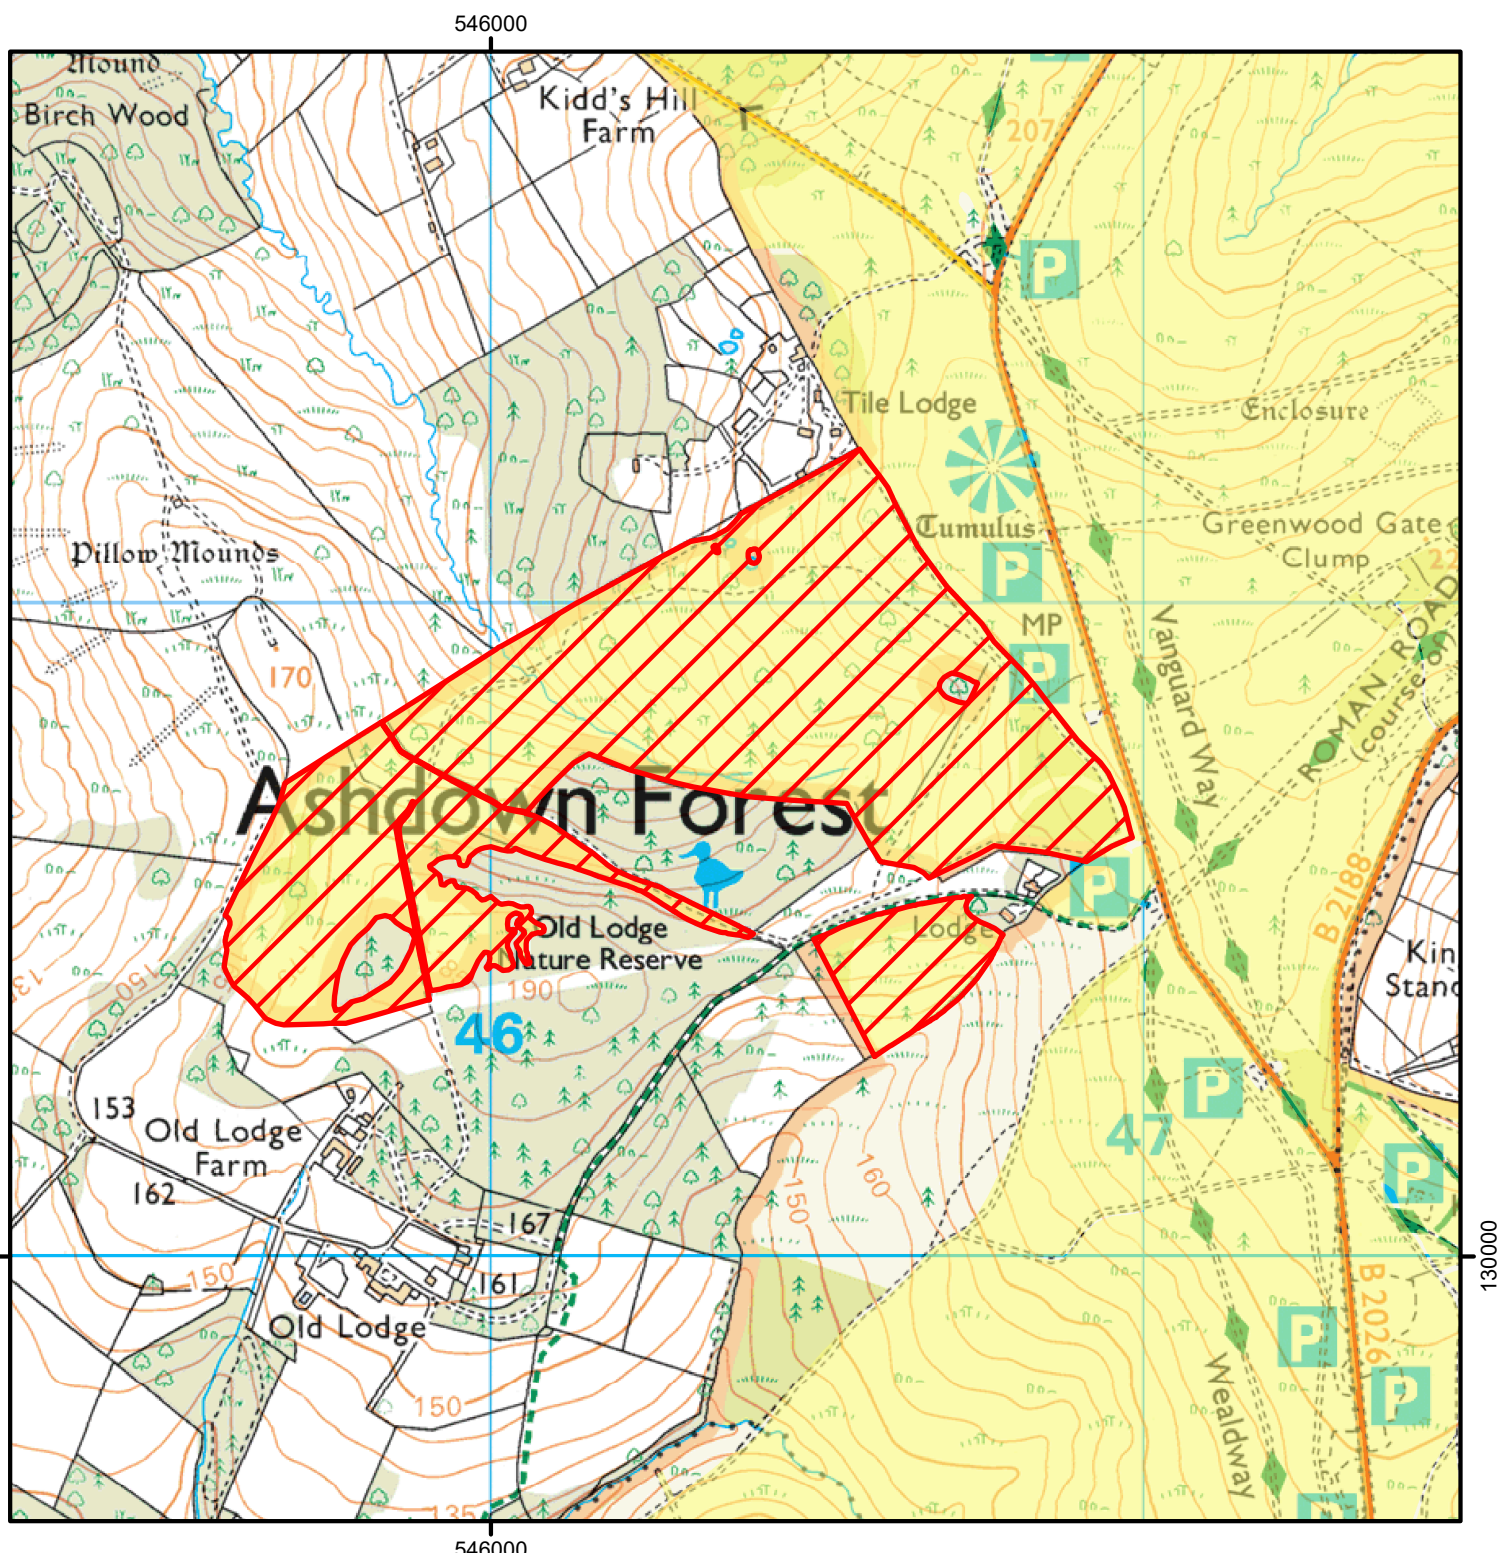 546000
Mound
Birch Wood
Kidd's Hill
Farm
T
207
P
Tile Lodge
Enclosure
Tumulus
Greenwood Gate
Clump
Pillow Mounds
P
MP
P
170
Vanguard Way
ROMAN ROAD
(course of)
Ashdown Forest
P
B 2188
Old Lodge
Nature Reserve
Lodge
150
190
46
P
47
153
Old Lodge
Farm
162
160
150
P
167
130000
150
161
Old Lodge
P
B 2026
P
150
Wealdway
135
546000